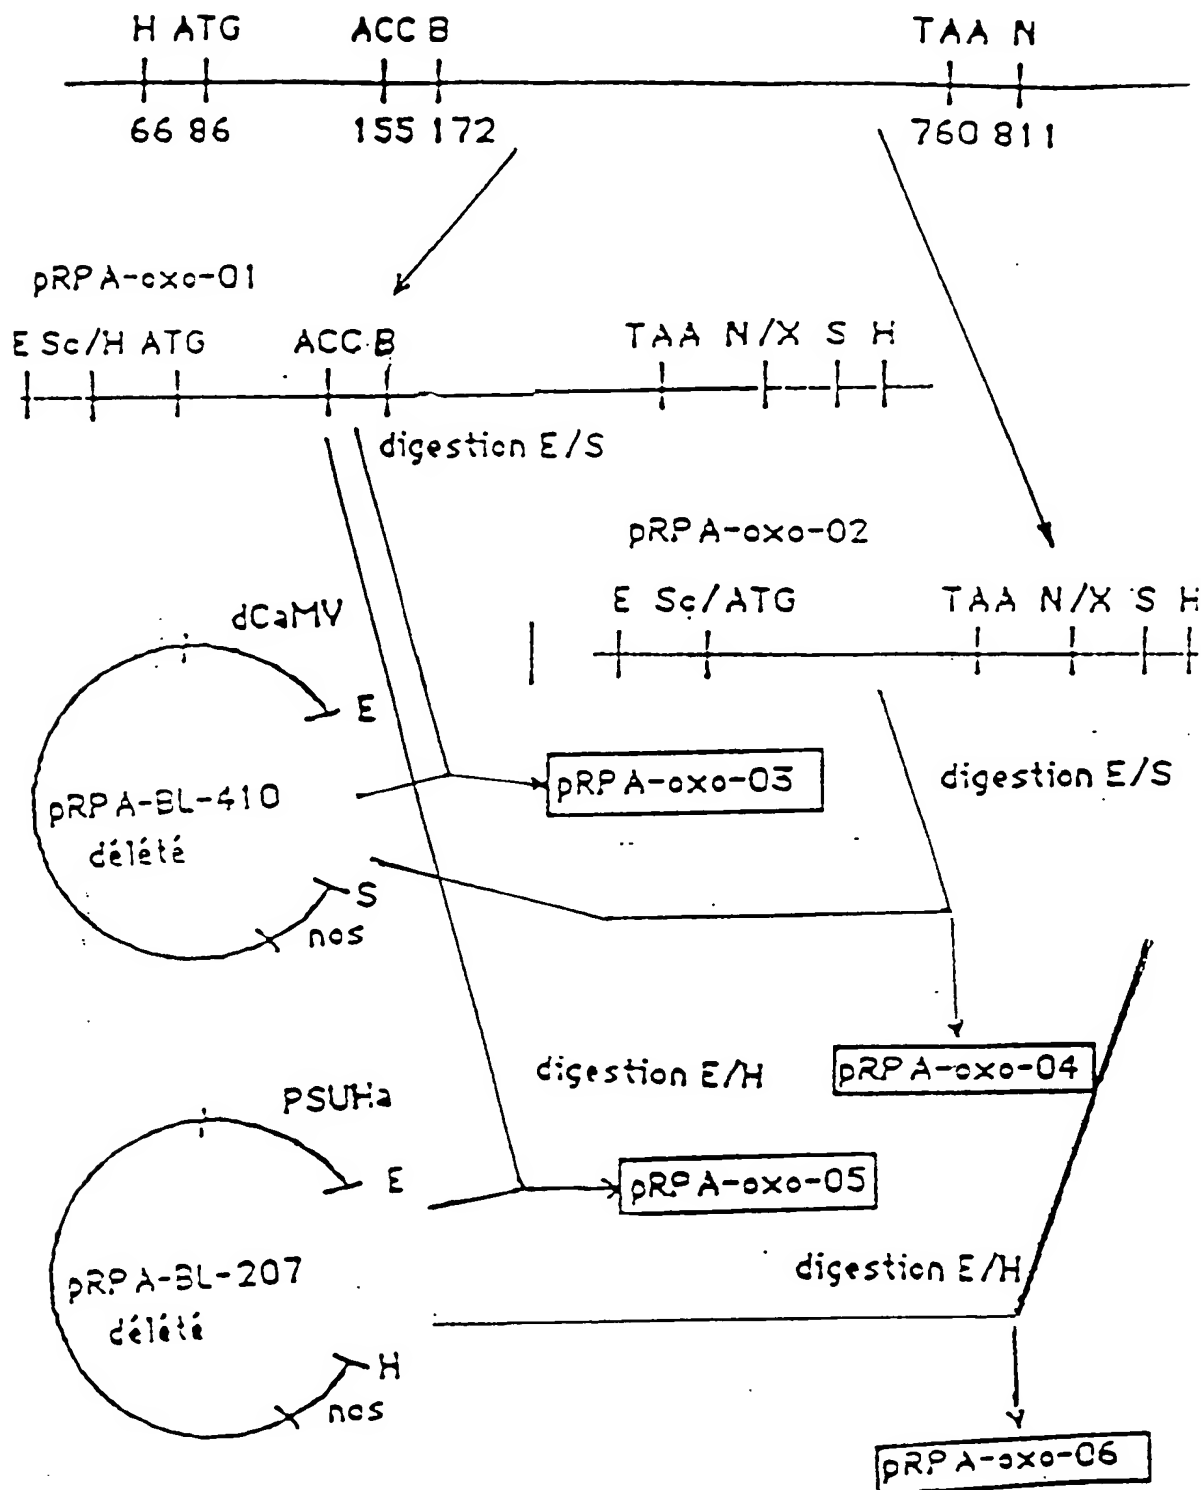 H ATG ACC B TAA N
66 86 155 172 760 811
pRPA-oxo-01
E Sc/H ATG ACC B TAA N/X S H
digestion E/S
pRPA-oxo-02
E Sc/ATG TAA N/X S H
dCaMV
E
pRPA-BL-410
délété
S
nos
pRPA-oxo-03
digestion E/S
pRPA-oxo-04
digestion E/H
PSUHa
E
pRPA-BL-207
délété
H
nos
pRPA-oxo-05
digestion E/H
pRPA-oxo-06